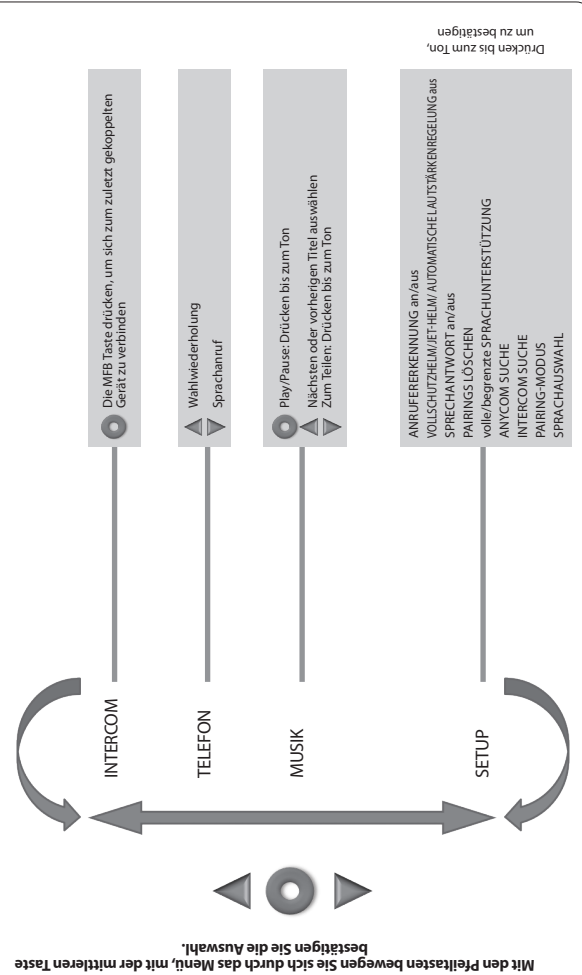 Mit den Pfeiltasten bewegen Sie sich durch das Menü, mit der mittleren Taste
bestätigen Sie die Auswahl.
INTERCOM
Die MFB Taste drücken, um sich zum zuletzt gekoppelten
Gerät zu verbinden
TELEFON
Wahlwiederholung
Sprachanruf
MUSIK
Play/Pause: Drücken bis zum Ton
Nächsten oder vorherigen Titel auswählen
Zum Teilen: Drücken bis zum Ton
SETUP
ANRUFERERKENNUNG an/aus
VOLLSCHUTZHELM/JET-HELM/ AUTOMATISCHE LAUTSTÄRKENREGELUNG aus
SPRECHANTWORT an/aus
PAIRINGS LÖSCHEN
volle/begrenzte SPRACHUNTERSTÜTZUNG
ANYCOM SUCHE
INTERCOM SUCHE
PAIRING-MODUS
SPRACHAUSWAHL
Drücken bis zum Ton,
um zu bestätigen